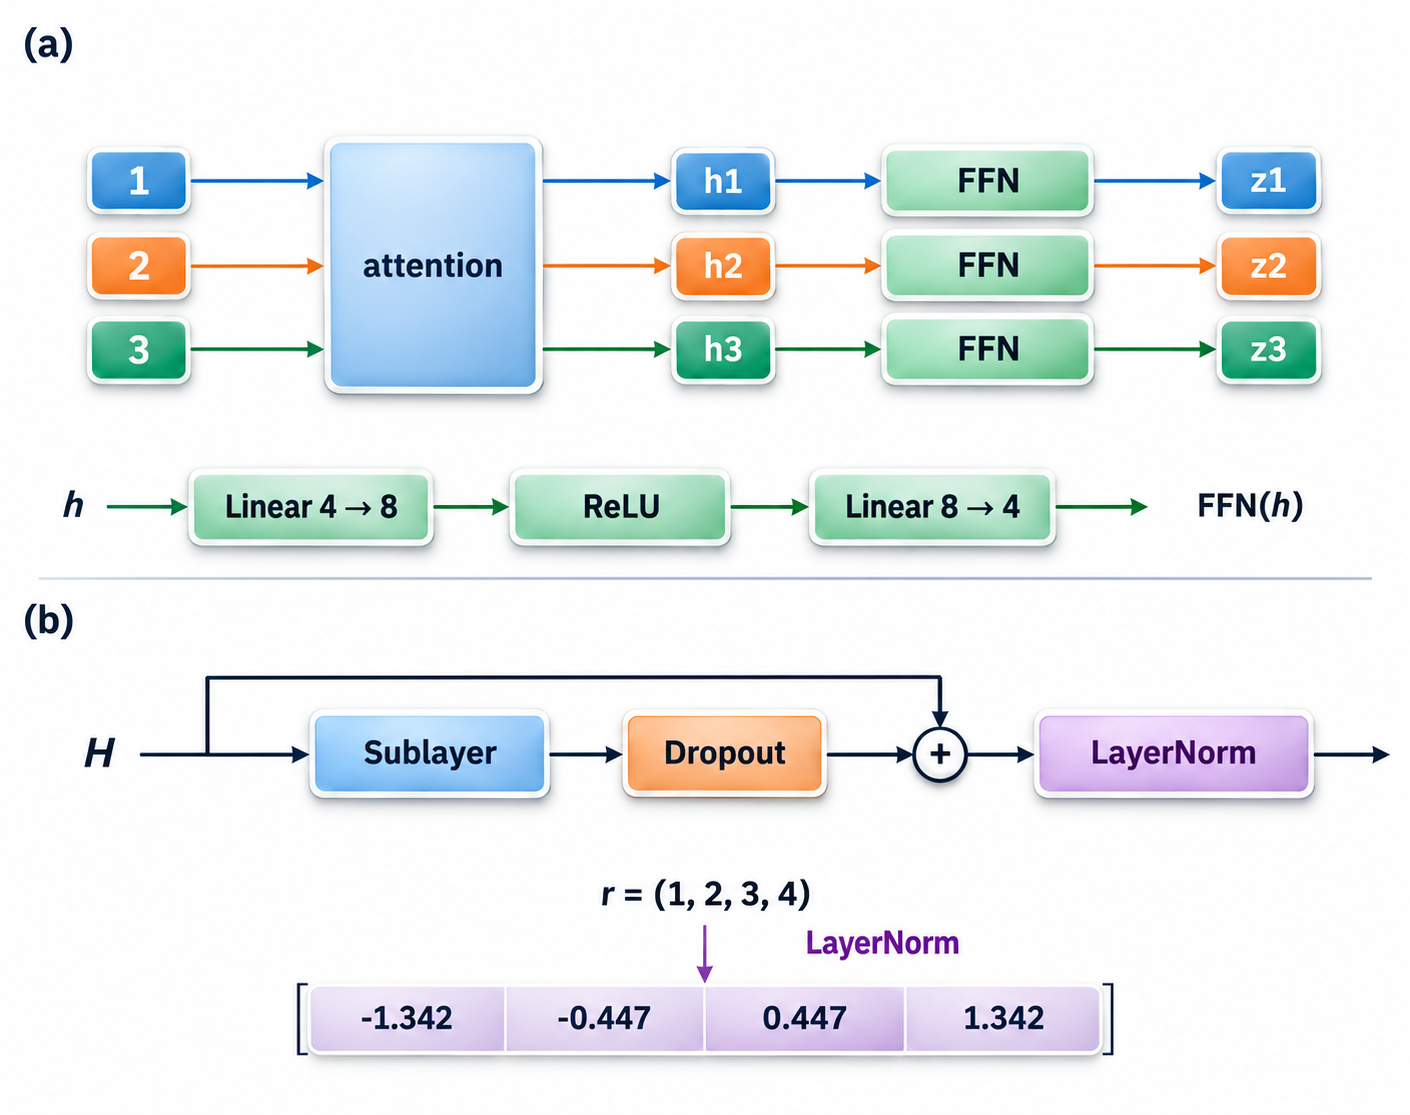 (a)
1 h1 FFN z1
2 attention h2 FFN z2
3 h3 FFN z3
h Linear 4 → 8 ReLU Linear 8 → 4 FFN(h)
(b)
H Sublayer Dropout + LayerNorm
r = (1, 2, 3, 4)
LayerNorm
[-1.342 -0.447 0.447 1.342]